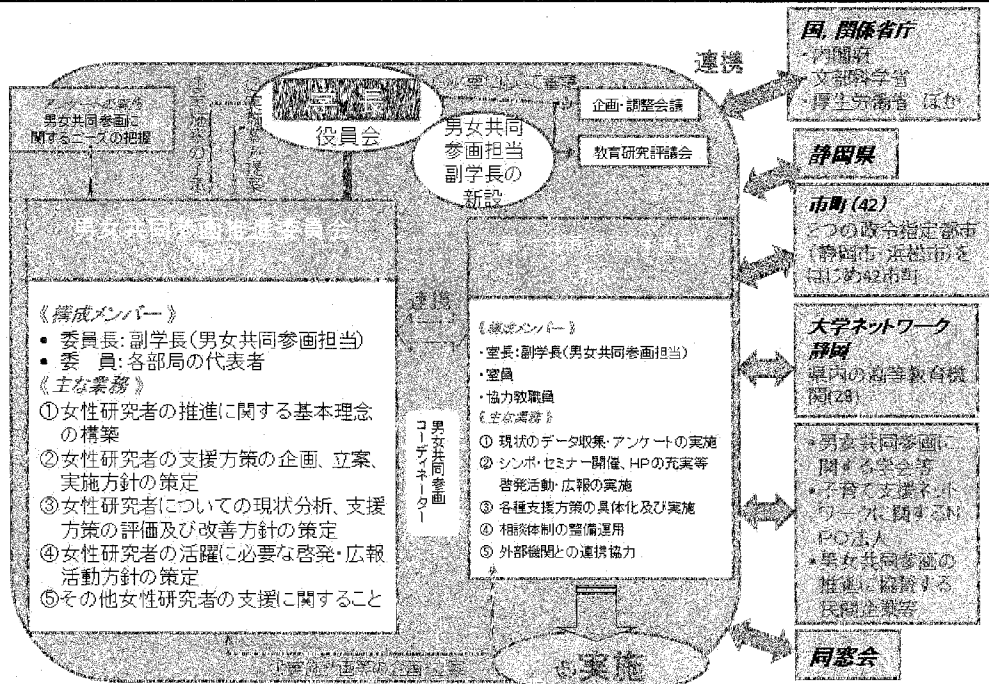 連携
国、関係省庁
・内閣府
・文部科学省
・厚生労働省 ほか
静岡県
市町(42)
2つの政令指定都市
(静岡市・浜松市)を
はじめ42市町
大学ネットワーク
静岡
県内の高等教育機
関(28)
•男女共同参画に
関する学会等
•子育て支援ネット
ワークに関するN
PO法人
•男女共同参画の
推進に協賛する
民間企業等
同窓会
男女共同参画に
関するニーズの把握
学長
役員会
男女共同
参画担当
副学長の
新設
企画・調整会議
教育研究評議会
男女共同参画推進委員会
《構成メンバー》
• 委員長:副学長(男女共同参画担当)
• 委　員:各部局の代表者
《主な業務》
①女性研究者の推進に関する基本理念
の構築
②女性研究者の支援方策の企画、立案、
実施方針の策定
③女性研究者についての現状分析、支援
方策の評価及び改善方針の策定
④女性研究者の活躍に必要な啓発・広報
活動方針の策定
⑤その他女性研究者の支援に関すること
連携
男女共同参画
コーディネーター
《構成メンバー》
・室長:副学長(男女共同参画担当)
・室員
・協力教職員
《主な業務》
① 現状のデータ収集・アンケートの実施
② シンポ・セミナー開催、HPの充実等
啓発活動・広報の実施
③ 各種支援方策の具体化及び実施
④ 相談体制の整備運用
⑤ 外部機関との連携協力
の実施